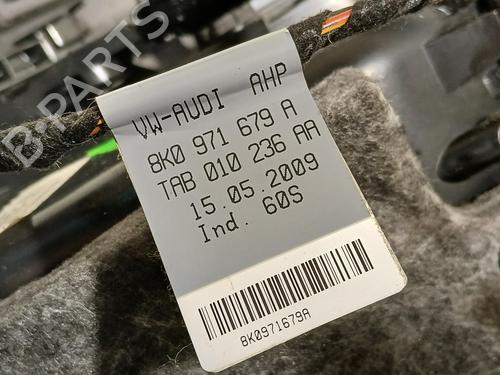 B-PARTS
VW-AUDI AHP
8K0 971 679 A
TAB 010 236 AA
15.05.2009
Ind. 60S
8K0971679A